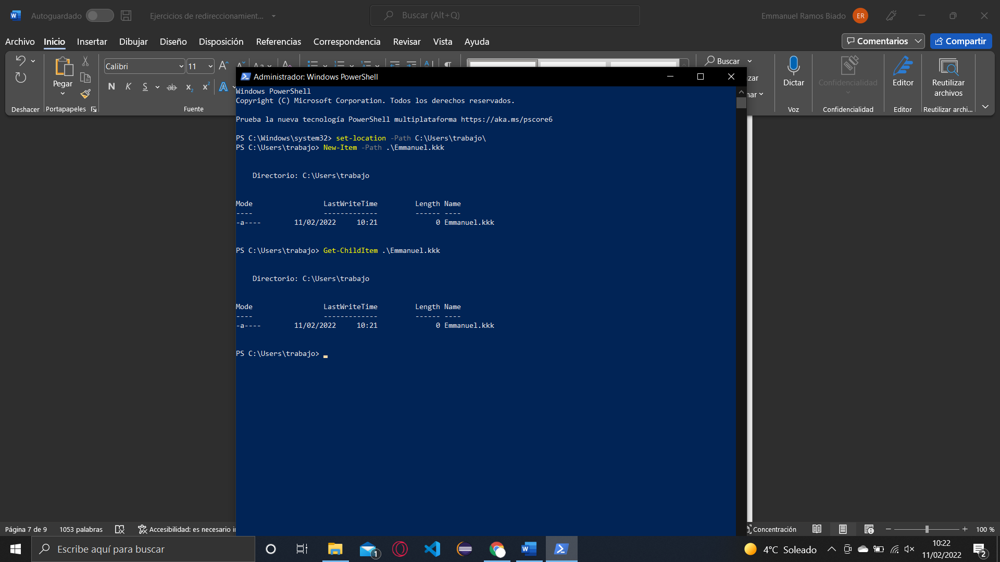 Autoguardado
Ejercicios de redireccionament...
Buscar (Alt+Q)
Emmanuel Ramos Biado
ER
Archivo Inicio Insertar Dibujar Diseño Disposición Referencias Correspondencia Revisar Vista Ayuda
Comentarios
Compartir
Calibri 11
Pegar
N K S ab x₂ x² A
Deshacer
Portapapeles
Fuente
Buscar
zar
nar
Dictar
Confidencialidad
Editor
Reutilizar archivos
Voz
Confidencialidad
Editor
Reutilizar archi...
Administrador: Windows PowerShell
Windows PowerShell
Copyright (C) Microsoft Corporation. Todos los derechos reservados.
Prueba la nueva tecnología PowerShell multiplataforma https://aka.ms/pscore6
PS C:\Windows\system32> set-location -Path C:\Users\trabajo\
PS C:\Users\trabajo> New-Item -Path .\Emmanuel.kkk
Directorio: C:\Users\trabajo
Mode LastWriteTime Length Name
---- ------------- ------ ----
-a---- 11/02/2022 10:21 0 Emmanuel.kkk
PS C:\Users\trabajo> Get-ChildItem .\Emmanuel.kkk
Directorio: C:\Users\trabajo
Mode LastWriteTime Length Name
---- ------------- ------ ----
-a---- 11/02/2022 10:21 0 Emmanuel.kkk
PS C:\Users\trabajo>
Página 7 de 9
1053 palabras
Accesibilidad: es necesario
Concentración
100 %
Escribe aquí para buscar
1
4°C Soleado
10:22
11/02/2022
2